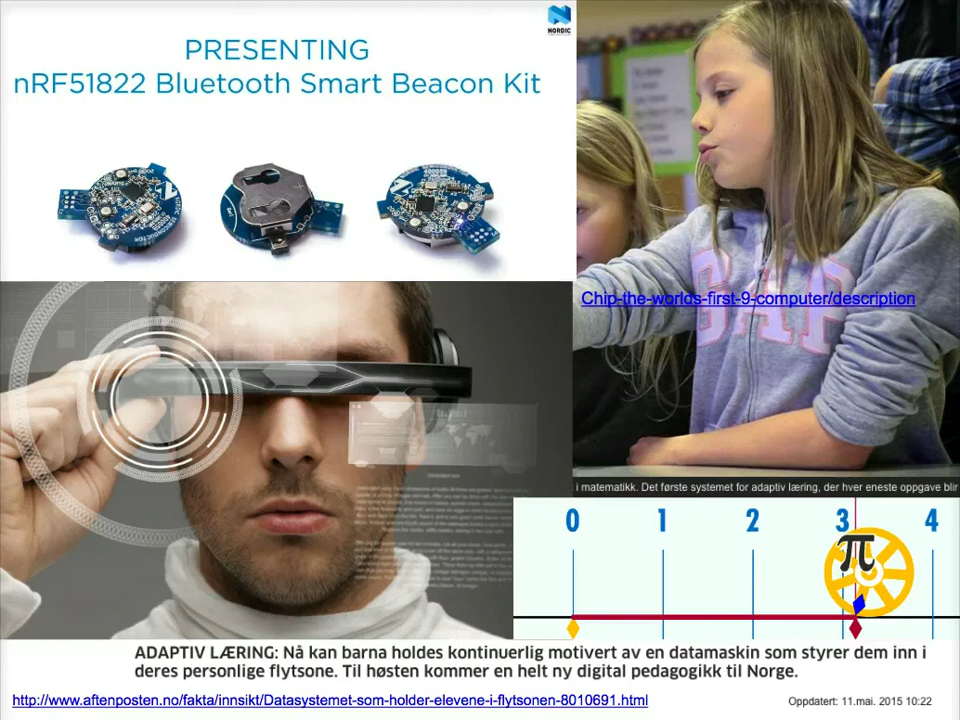 NORDIC
PRESENTING
nRF51822 Bluetooth Smart Beacon Kit
GAP
Chip-the-worlds-first-9-computer/description
i matematikk. Det første systemet for adaptiv læring, der hver eneste oppgave blir
0 1 2 3 4
π
ADAPTIV LÆRING: Nå kan barna holdes kontinuerlig motivert av en datamaskin som styrer dem inn i
deres personlige flytsone. Til høsten kommer en helt ny digital pedagogikk til Norge.
http://www.aftenposten.no/fakta/innsikt/Datasystemet-som-holder-elevene-i-flytsonen-8010691.html
Oppdatert: 11.mai. 2015 10:22